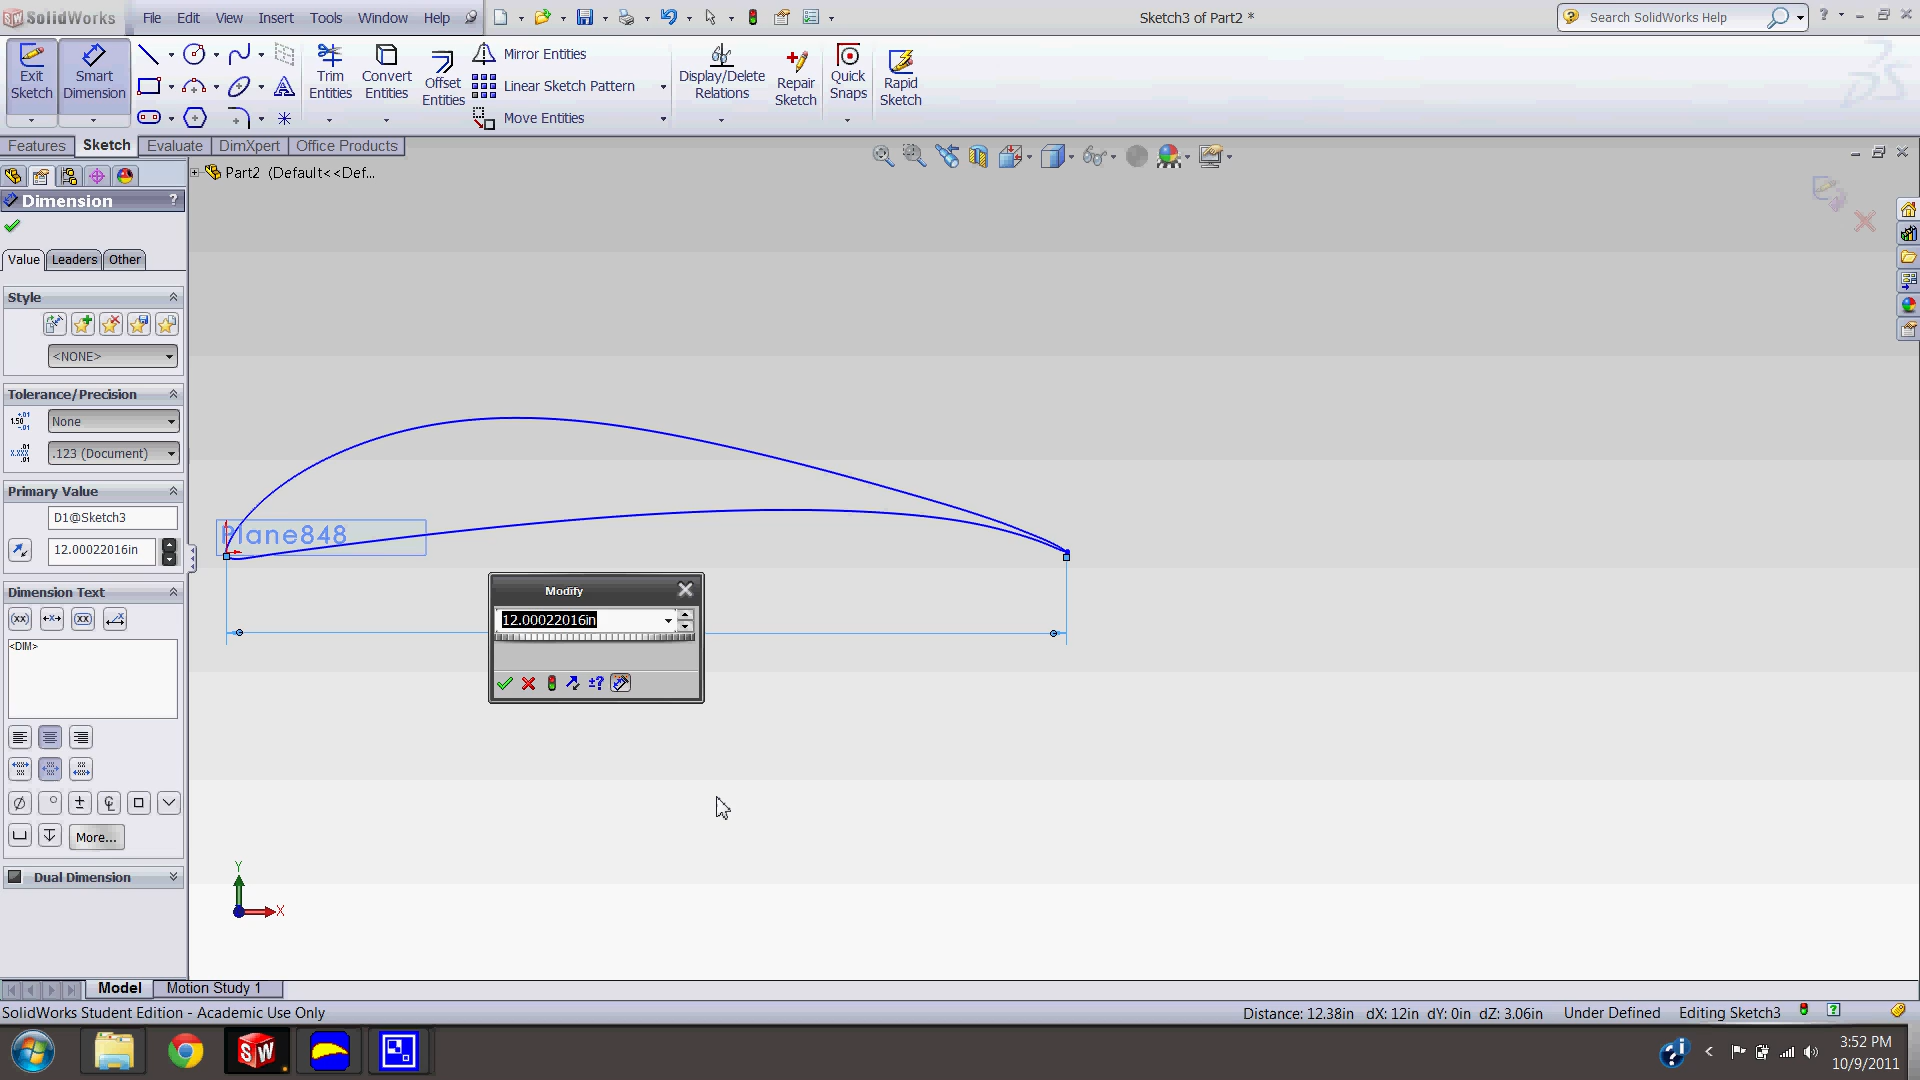 SolidWorks File Edit View Insert Tools Window Help Sketch3 of Part2 * Search SolidWorks Help ?
Exit Sketch
Smart Dimension
Trim Entities
Convert Entities
Offset Entities
Mirror Entities
Linear Sketch Pattern
Move Entities
Display/Delete Relations
Repair Sketch
Quick Snaps
Rapid Sketch
Features Sketch Evaluate DimXpert Office Products
Part2 (Default<<Def...
Dimension ?
Value Leaders Other
Style
<NONE>
Tolerance/Precision
None
.123 (Document)
Primary Value
D1@Sketch3
12.00022016in
Dimension Text
<DIM>
More...
Dual Dimension
Plane848
Modify
12.00022016in
±?
Y
X
Model Motion Study 1
SolidWorks Student Edition - Academic Use Only Distance: 12.38in dX: 12in dY: 0in dZ: 3.06in Under Defined Editing Sketch3
SW
3:52 PM
10/9/2011